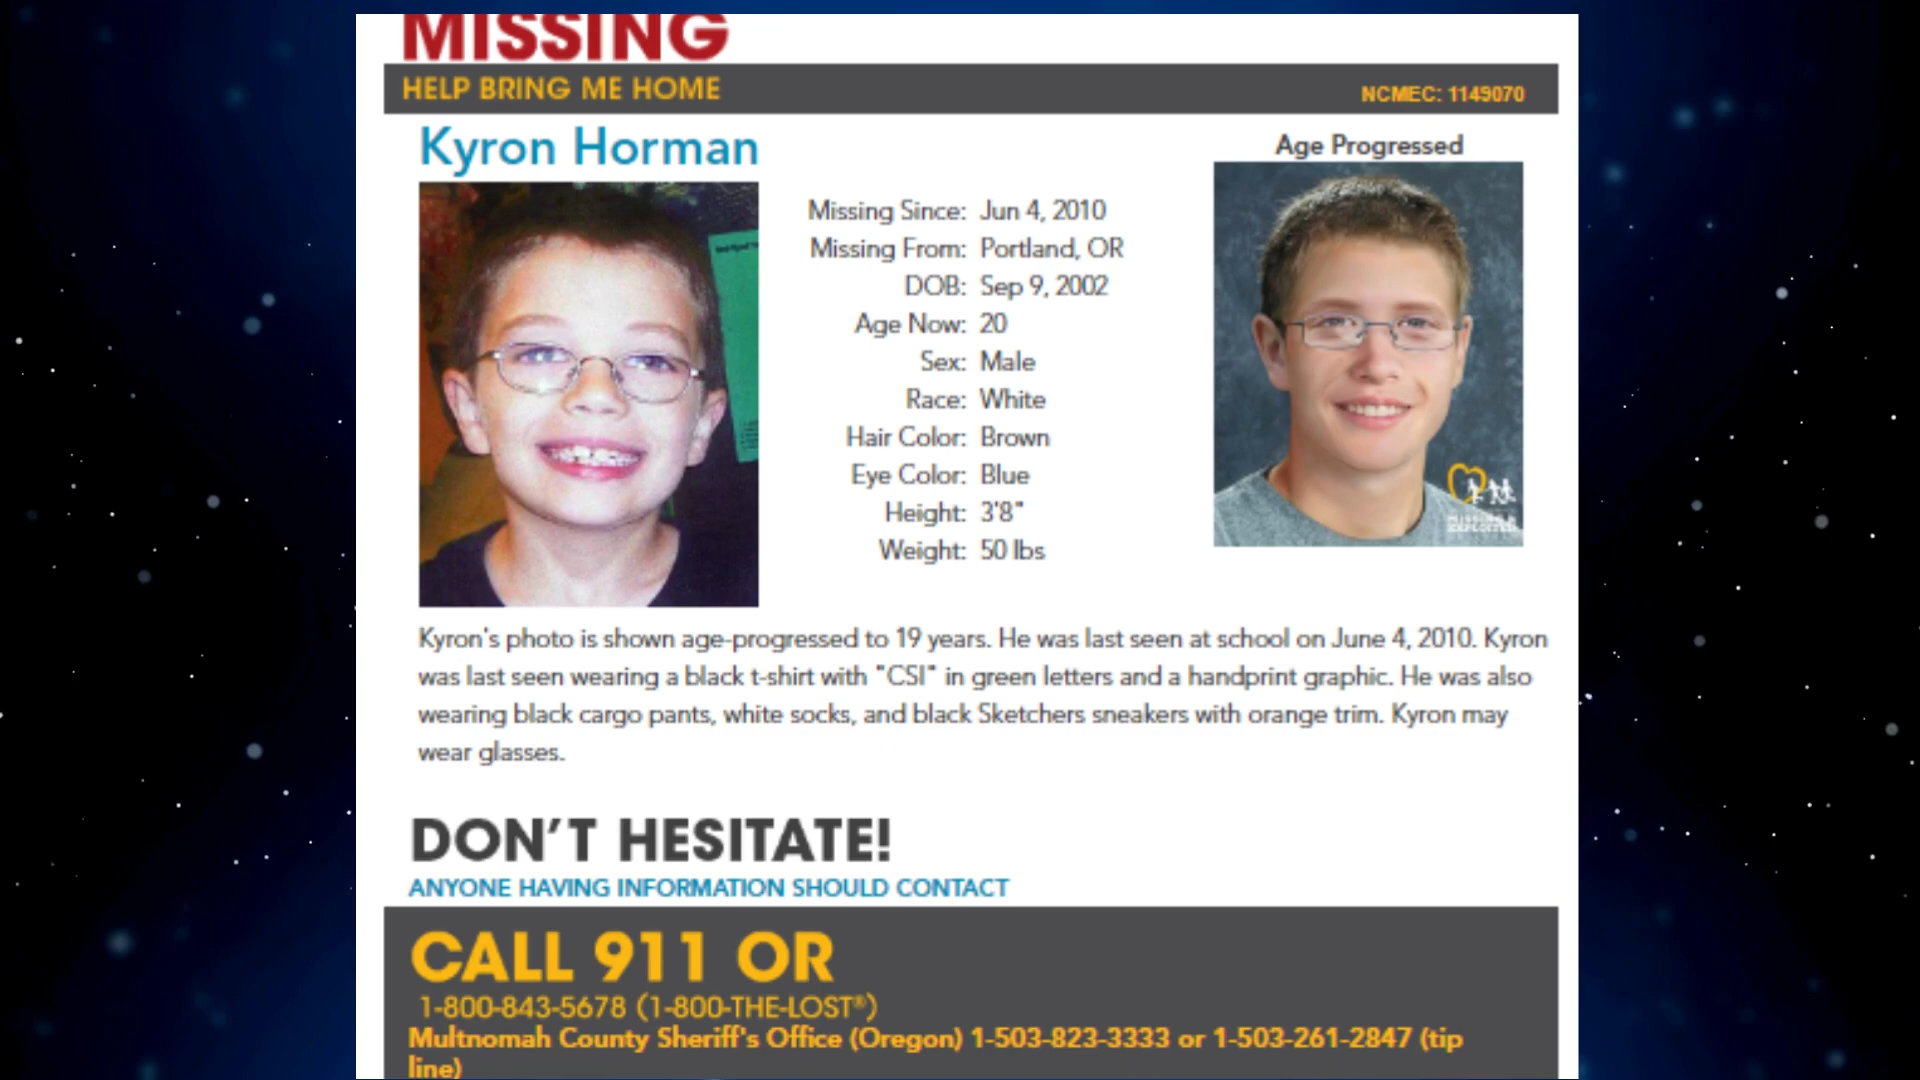 MISSING
HELP BRING ME HOME
NCMEC: 1149070
Kyron Horman
Age Progressed
Missing Since: Jun 4, 2010
Missing From: Portland, OR
DOB: Sep 9, 2002
Age Now: 20
Sex: Male
Race: White
Hair Color: Brown
Eye Color: Blue
Height: 3'8"
Weight: 50 lbs
MISSING &
EXPLOITED
Kyron's photo is shown age-progressed to 19 years. He was last seen at school on June 4, 2010. Kyron
was last seen wearing a black t-shirt with "CSI" in green letters and a handprint graphic. He was also
wearing black cargo pants, white socks, and black Sketchers sneakers with orange trim. Kyron may
wear glasses.
DON'T HESITATE!
ANYONE HAVING INFORMATION SHOULD CONTACT
CALL 911 OR
1-800-843-5678 (1-800-THE-LOST®)
Multnomah County Sheriff's Office (Oregon) 1-503-823-3333 or 1-503-261-2847 (tip
line)